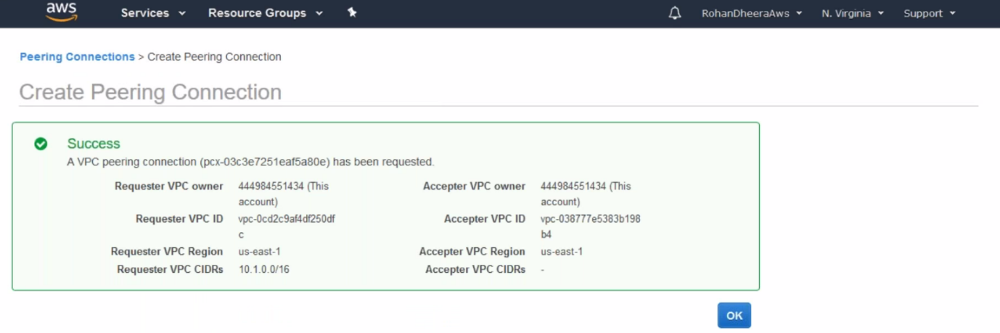 aws Services Resource Groups RohanDheeraAws N. Virginia Support
Peering Connections > Create Peering Connection
Create Peering Connection
Success
A VPC peering connection (pcx-03c3e7251eaf5a80e) has been requested.
Requester VPC owner 444984551434 (This Accepter VPC owner 444984551434 (This
account) account)
Requester VPC ID vpc-0cd2c9af4df250df Accepter VPC ID vpc-038777e5383b198
c b4
Requester VPC Region us-east-1 Accepter VPC Region us-east-1
Requester VPC CIDRs 10.1.0.0/16 Accepter VPC CIDRs -
OK